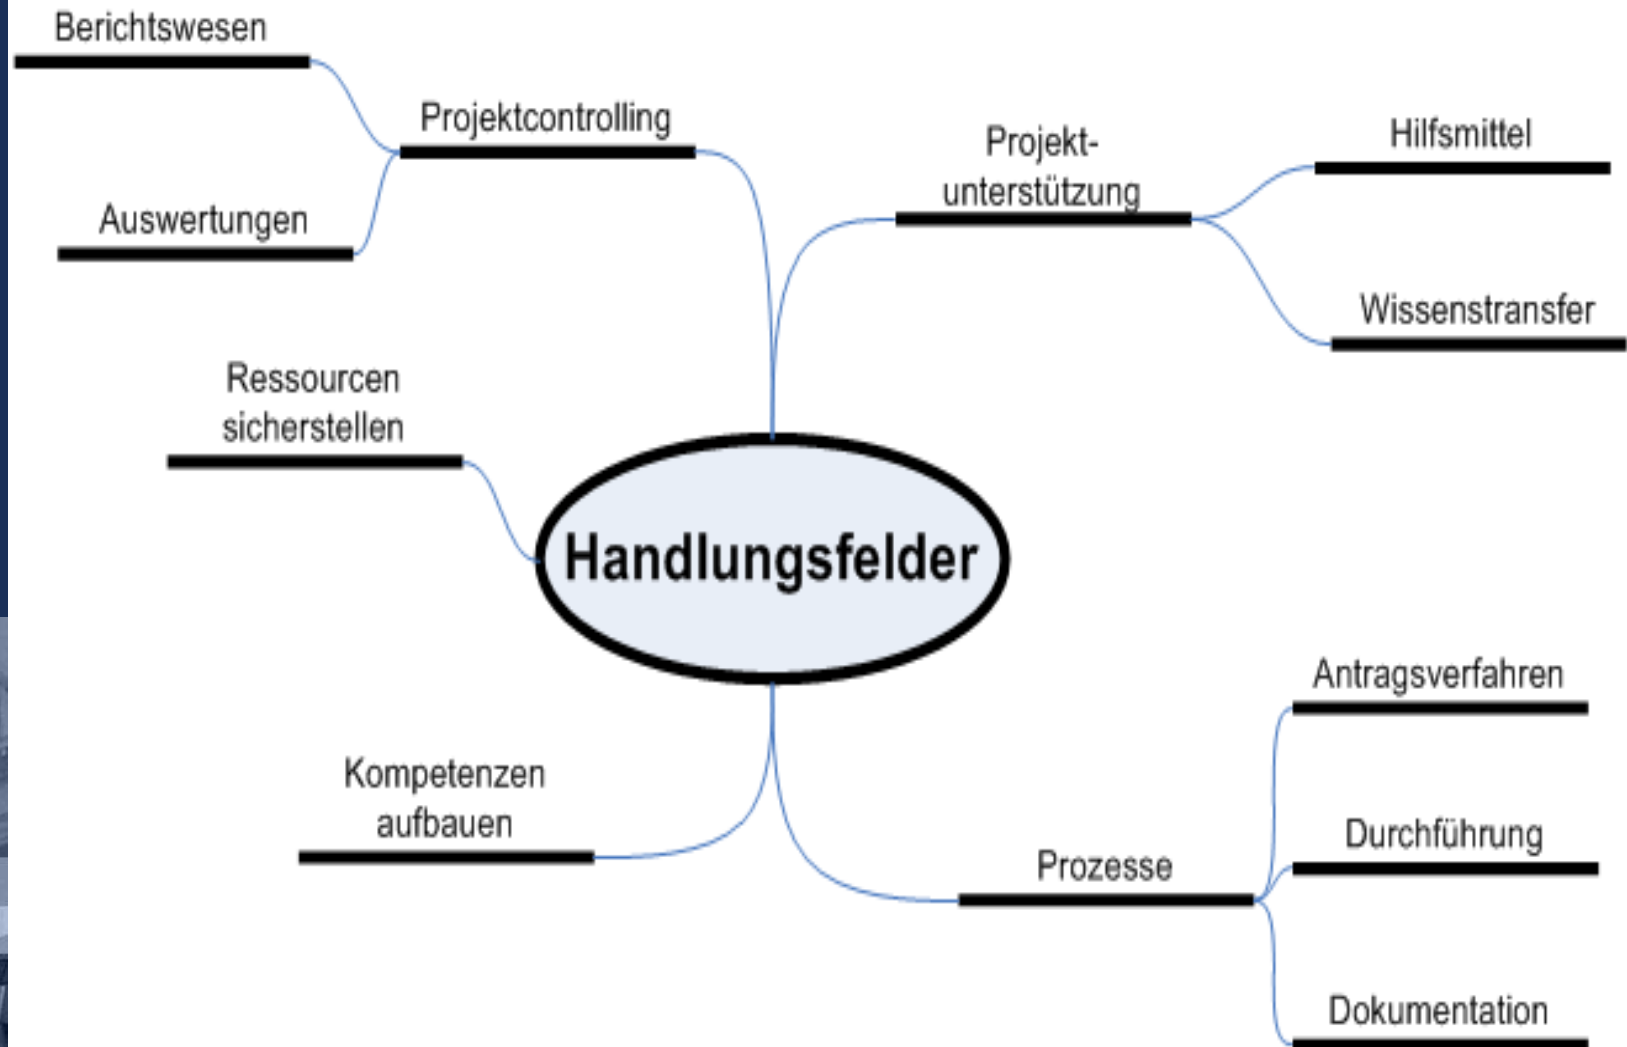 Berichtswesen
Projektcontrolling
Auswertungen
Projekt-
unterstützung
Hilfsmittel
Wissenstransfer
Ressourcen
sicherstellen
Handlungsfelder
Kompetenzen
aufbauen
Prozesse
Antragsverfahren
Durchführung
Dokumentation